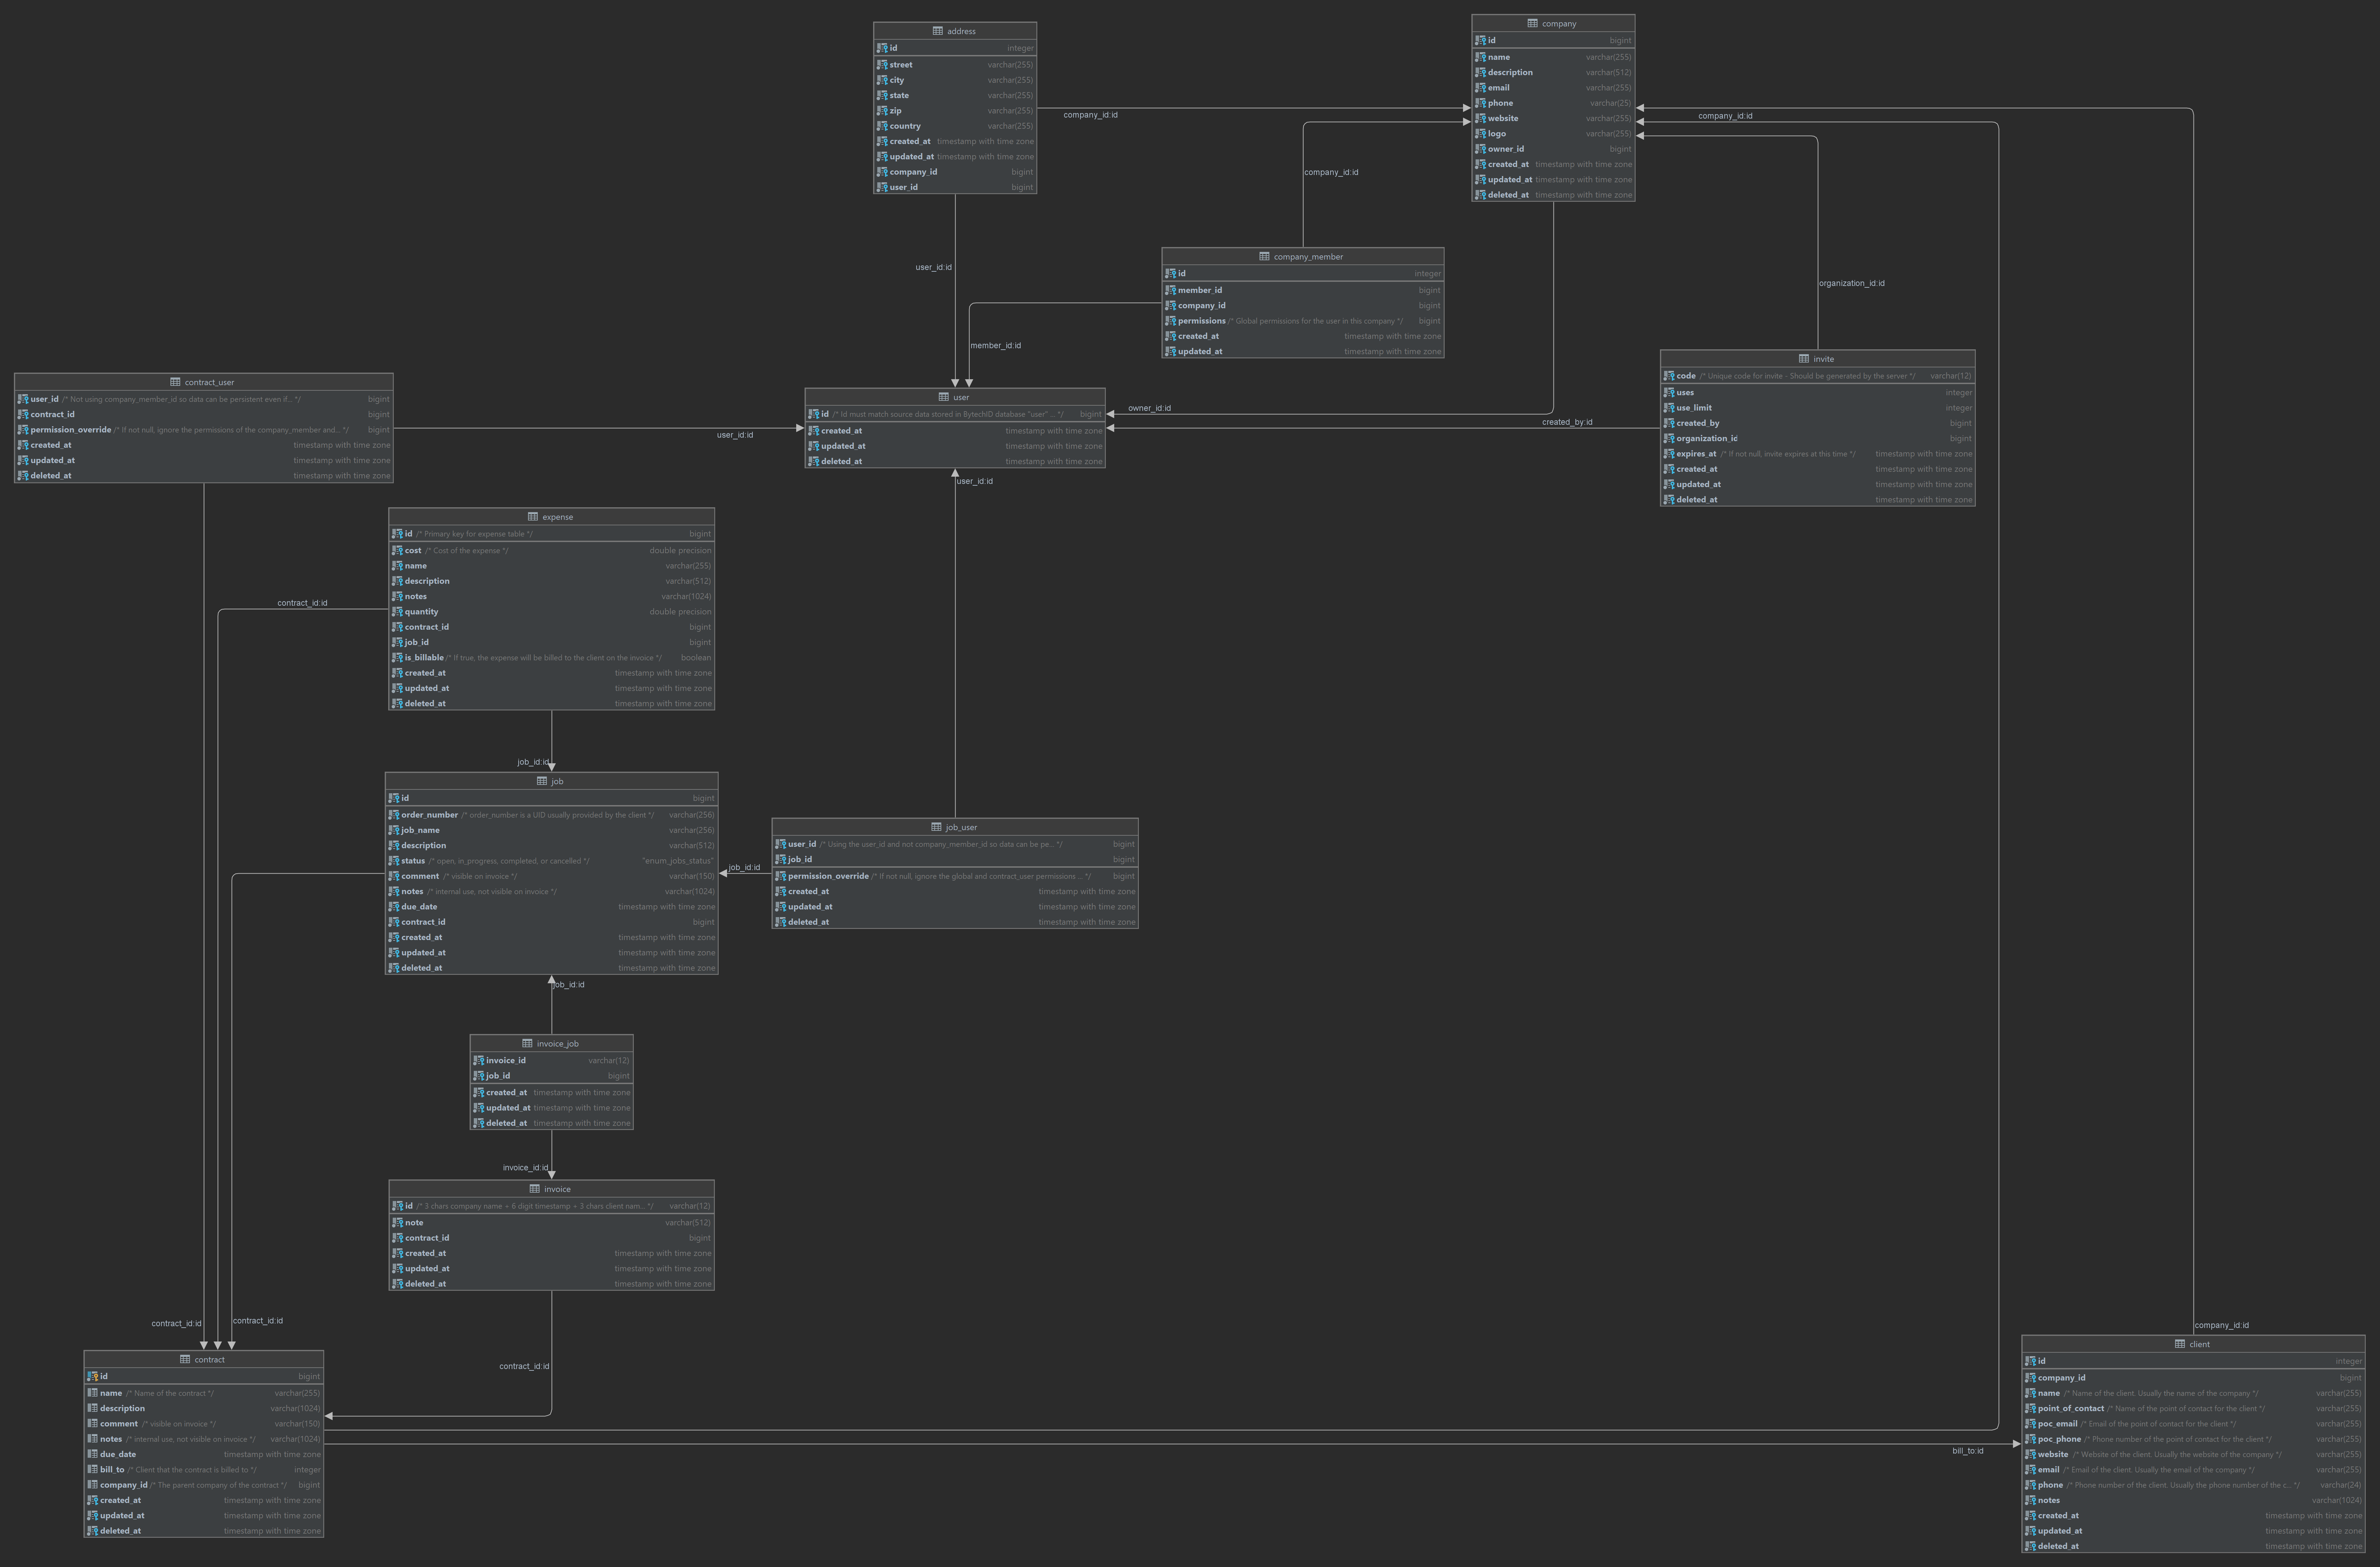 address
id integer
street varchar(255)
city varchar(255)
state varchar(255)
zip varchar(255)
country varchar(255)
created_at timestamp with time zone
updated_at timestamp with time zone
company_id bigint
user_id bigint
company
id bigint
name varchar(255)
description varchar(512)
email varchar(255)
phone varchar(25)
website varchar(255)
logo varchar(255)
owner_id bigint
created_at timestamp with time zone
updated_at timestamp with time zone
deleted_at timestamp with time zone
company_id:id
company_id:id
company_id:id
user_id:id
organization_id:id
company_member
id integer
member_id bigint
company_id bigint
permissions /* Global permissions for the user in this company */ bigint
created_at timestamp with time zone
updated_at timestamp with time zone
member_id:id
invite
code /* Unique code for invite - Should be generated by the server */ varchar(12)
uses integer
use_limit integer
created_by bigint
organization_id bigint
expires_at /* If not null, invite expires at this time */ timestamp with time zone
created_at timestamp with time zone
updated_at timestamp with time zone
deleted_at timestamp with time zone
contract_user
user_id /* Not using company_member_id so data can be persistent even if... */ bigint
contract_id bigint
permission_override /* If not null, ignore the permissions of the company_member and... */ bigint
created_at timestamp with time zone
updated_at timestamp with time zone
deleted_at timestamp with time zone
user
id /* Id must match source data stored in BytechID database "user" ... */ bigint
created_at timestamp with time zone
updated_at timestamp with time zone
deleted_at timestamp with time zone
owner_id:id
created_by:id
user_id:id
user_id:id
expense
id /* Primary key for expense table */ bigint
cost /* Cost of the expense */ double precision
name varchar(255)
description varchar(512)
notes varchar(1024)
quantity double precision
contract_id bigint
job_id bigint
is_billable /* If true, the expense will be billed to the client on the invoice */ boolean
created_at timestamp with time zone
updated_at timestamp with time zone
deleted_at timestamp with time zone
contract_id:id
job_id:id
job
id bigint
order_number /* order_number is a UID usually provided by the client */ varchar(256)
job_name varchar(256)
description varchar(512)
status /* open, in_progress, completed, or cancelled */ "enum_jobs_status"
comment /* visible on invoice */ varchar(150)
notes /* internal use, not visible on invoice */ varchar(1024)
due_date timestamp with time zone
contract_id bigint
created_at timestamp with time zone
updated_at timestamp with time zone
deleted_at timestamp with time zone
job_id:id
job_user
user_id /* Using the user_id and not company_member_id so data can be pe... */ bigint
job_id bigint
permission_override /* If not null, ignore the global and contract_user permissions ... */ bigint
created_at timestamp with time zone
updated_at timestamp with time zone
deleted_at timestamp with time zone
job_id:id
invoice_job
invoice_id varchar(12)
job_id bigint
created_at timestamp with time zone
updated_at timestamp with time zone
deleted_at timestamp with time zone
invoice_id:id
invoice
id /* 3 chars company name + 6 digit timestamp + 3 chars client nam... */ varchar(12)
note varchar(512)
contract_id bigint
created_at timestamp with time zone
updated_at timestamp with time zone
deleted_at timestamp with time zone
contract_id:id
contract_id:id
contract_id:id
contract
id bigint
name /* Name of the contract */ varchar(255)
description varchar(1024)
comment /* visible on invoice */ varchar(150)
notes /* internal use, not visible on invoice */ varchar(1024)
due_date timestamp with time zone
bill_to /* Client that the contract is billed to */ integer
company_id /* The parent company of the contract */ bigint
created_at timestamp with time zone
updated_at timestamp with time zone
deleted_at timestamp with time zone
bill_to:id
company_id:id
client
id integer
company_id bigint
name /* Name of the client. Usually the name of the company */ varchar(255)
point_of_contact /* Name of the point of contact for the client */ varchar(255)
poc_email /* Email of the point of contact for the client */ varchar(255)
poc_phone /* Phone number of the point of contact for the client */ varchar(255)
website /* Website of the client. Usually the website of the company */ varchar(255)
email /* Email of the client. Usually the email of the company */ varchar(255)
phone /* Phone number of the client. Usually the phone number of the c... */ varchar(24)
notes varchar(1024)
created_at timestamp with time zone
updated_at timestamp with time zone
deleted_at timestamp with time zone